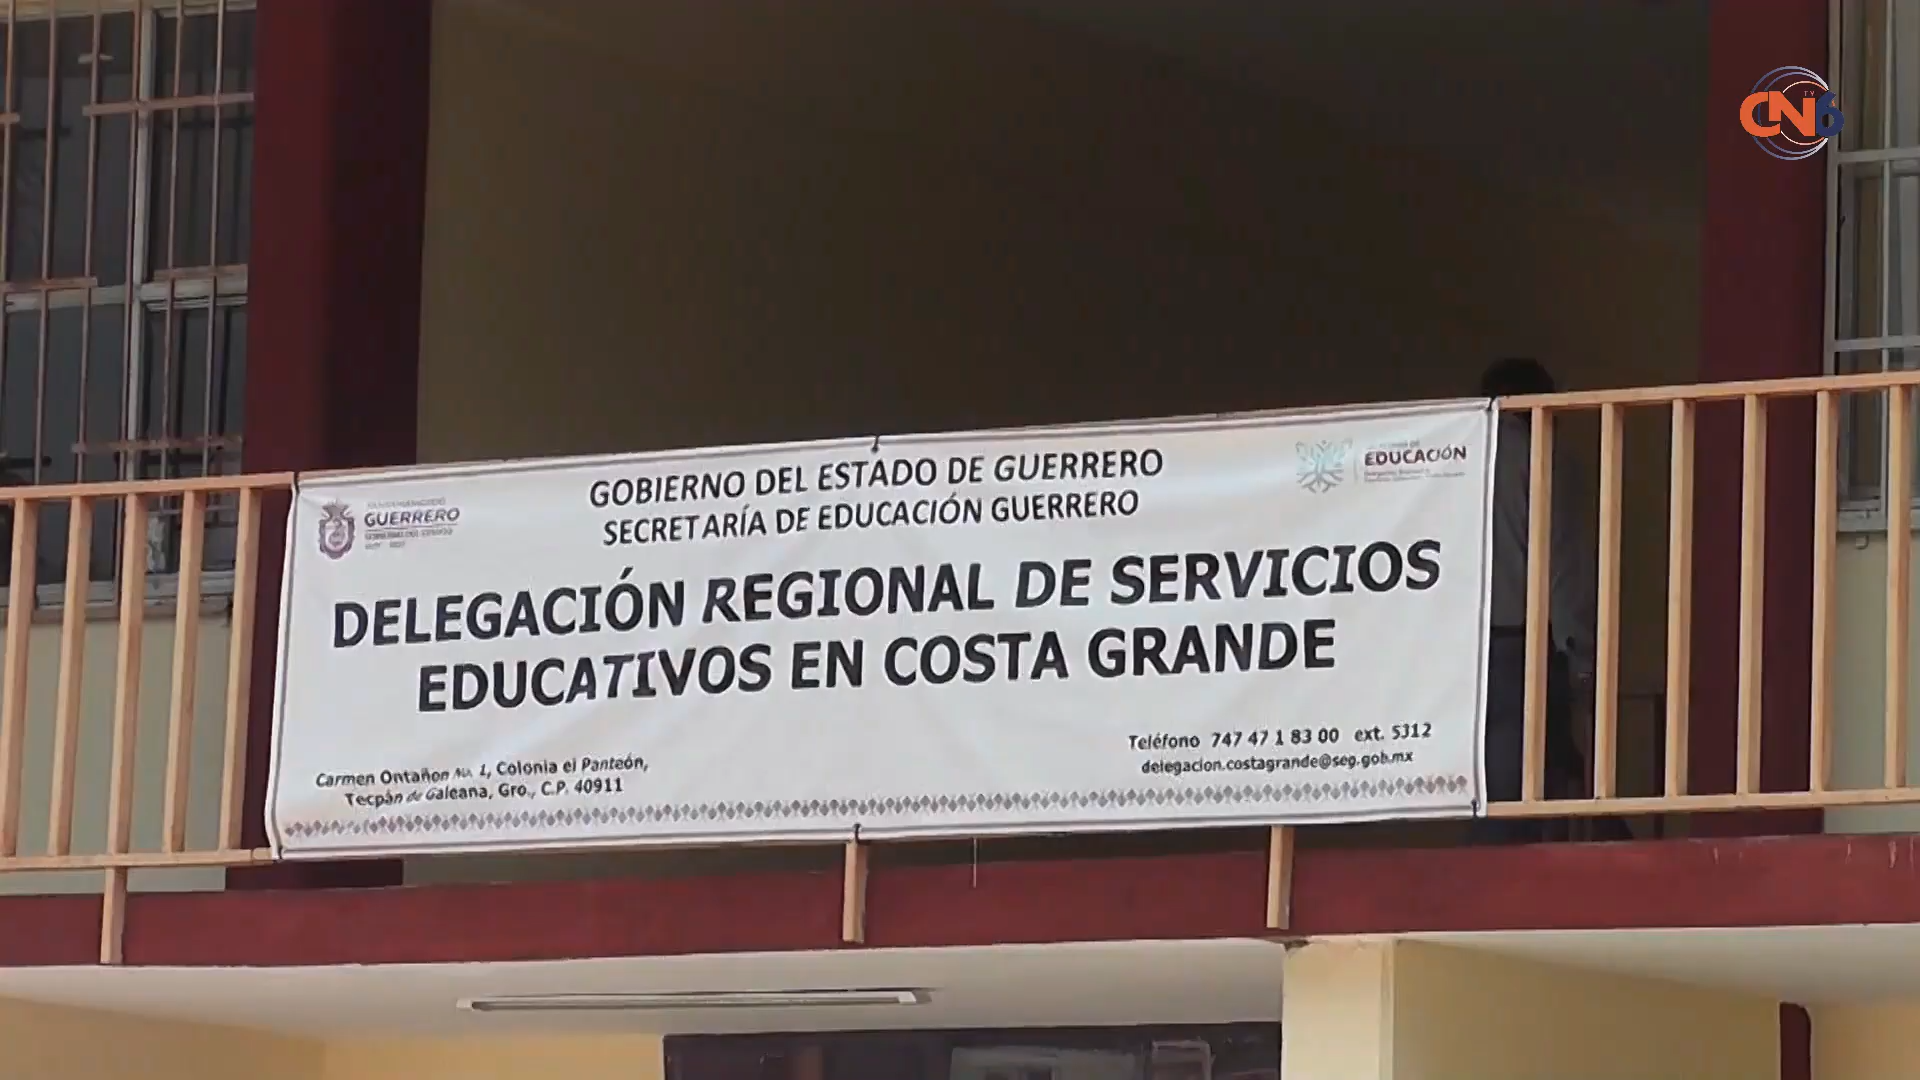 CN6 TV
GOBIERNO DEL ESTADO DE GUERRERO
SECRETARÍA DE EDUCACIÓN GUERRERO
GUERRERO
EDUCACIÓN
DELEGACIÓN REGIONAL DE SERVICIOS
EDUCATIVOS EN COSTA GRANDE
Carmen Ontañon No. 1, Colonia el Panteón,
Tecpán de Galeana, Gro., C.P. 40911
Teléfono 747 47 1 83 00 ext. 5312
delegacion.costagrande@seg.gob.mx